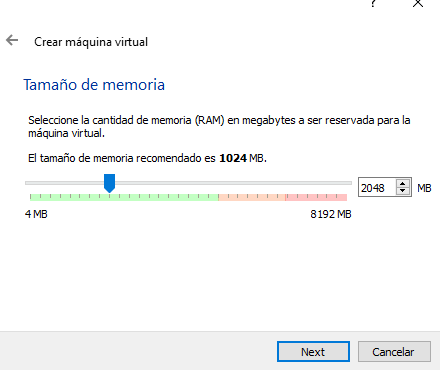 ?
Crear máquina virtual
Tamaño de memoria
Seleccione la cantidad de memoria (RAM) en megabytes a ser reservada para la
máquina virtual.
El tamaño de memoria recomendado es 1024 MB.
2048 MB
4 MB 8192 MB
Next Cancelar